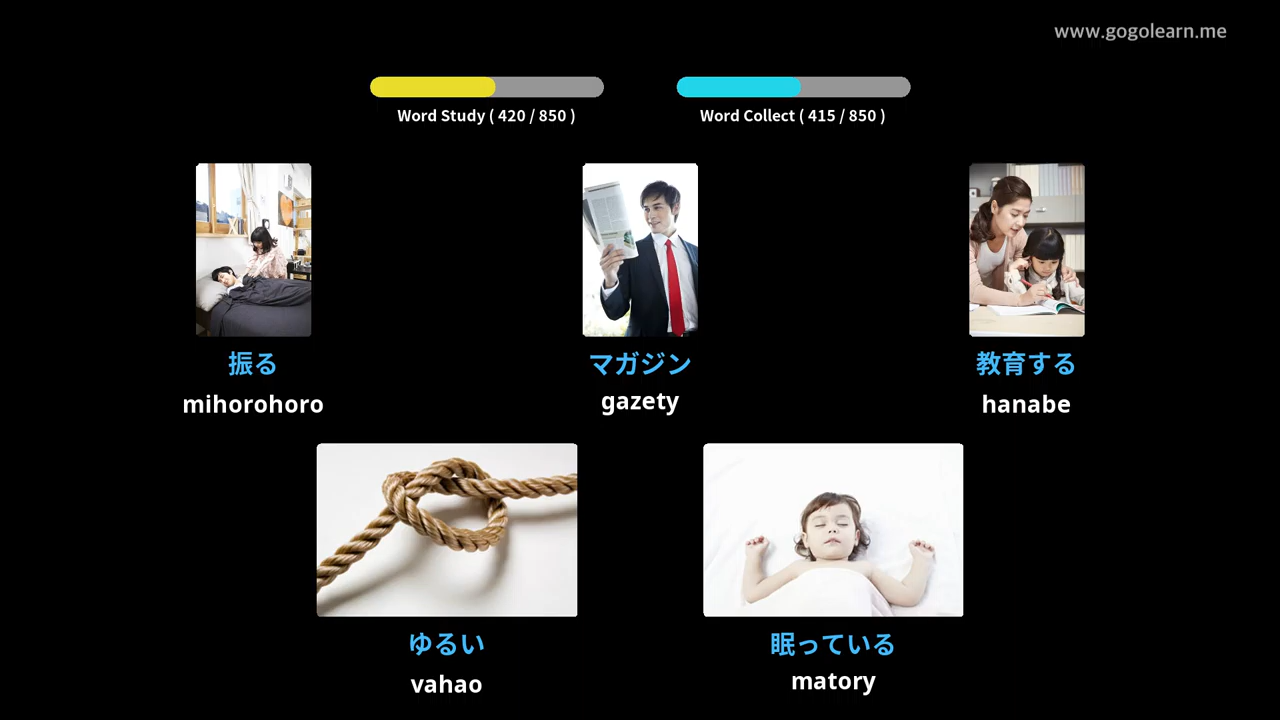 www.gogolearn.me
Word Study ( 420 / 850 )
Word Collect ( 415 / 850 )
振る
mihorohoro
マガジン
gazety
教育する
hanabe
ゆるい
vahao
眠っている
matory